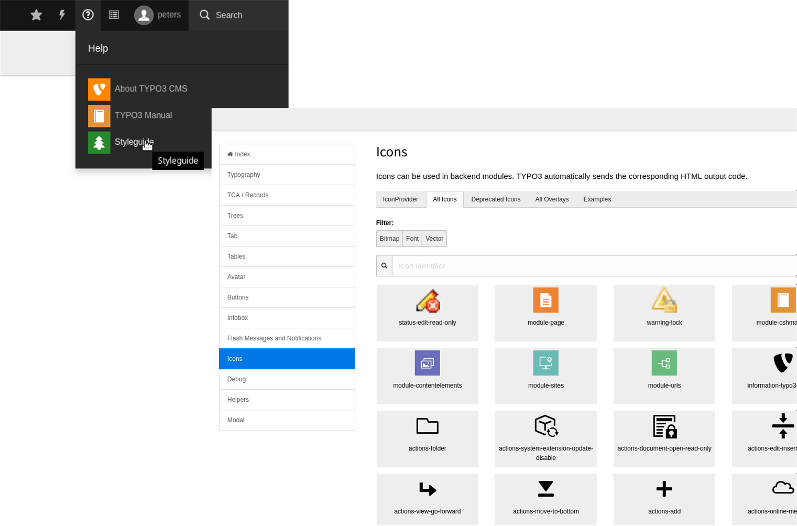 peters
Search
Help
About TYPO3 CMS
TYPO3 Manual
Styleguide
Styleguide
Index
Typography
TCA / Records
Trees
Tab
Tables
Avatar
Buttons
Infobox
Flash Messages and Notifications
Icons
Debug
Helpers
Modal
Icons
Icons can be used in backend modules. TYPO3 automatically sends the corresponding HTML output code.
IconProvider All Icons Deprecated Icons All Overlays Examples
Filter:
Bitmap Font Vector
Icon identifier
status-edit-read-only module-page warning-lock module-cshma
module-contentelements module-sites module-urls information-typo3
actions-folder actions-system-extension-update-disable actions-document-open-read-only actions-edit-insert
actions-view-go-forward actions-move-to-bottom actions-add actions-online-me